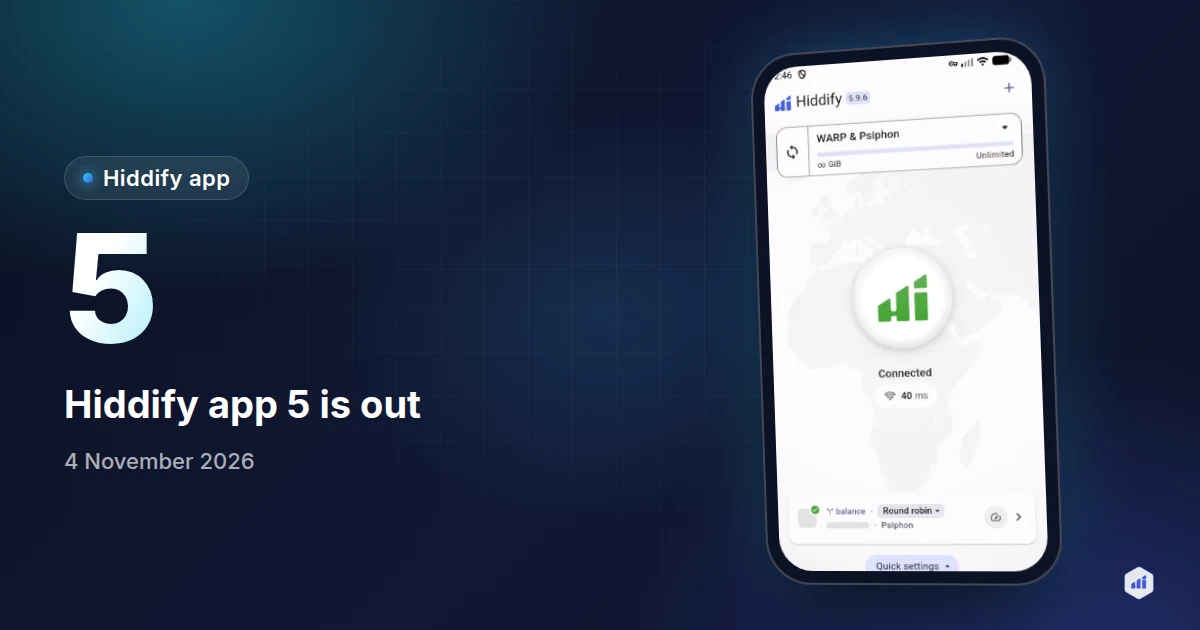 Hiddify app
5
Hiddify app 5 is out
4 November 2026
2:46
Hiddify 5.9.6
WARP & Psiphon
∞ GiB
Unlimited
Connected
40 ms
balance · Round robin
· Psiphon
Quick settings